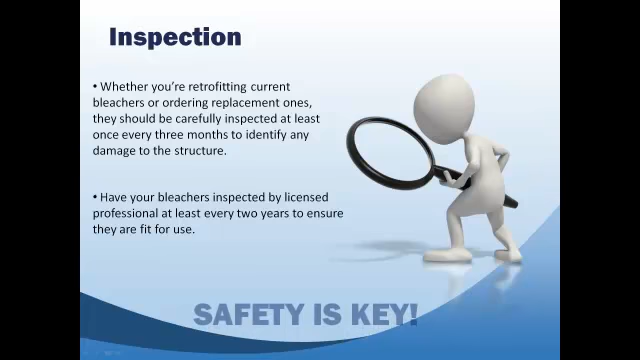 Inspection
• Whether you're retrofitting current
bleachers or ordering replacement ones,
they should be carefully inspected at least
once every three months to identify any
damage to the structure.
• Have your bleachers inspected by licensed
professional at least every two years to ensure
they are fit for use.
SAFETY IS KEY!